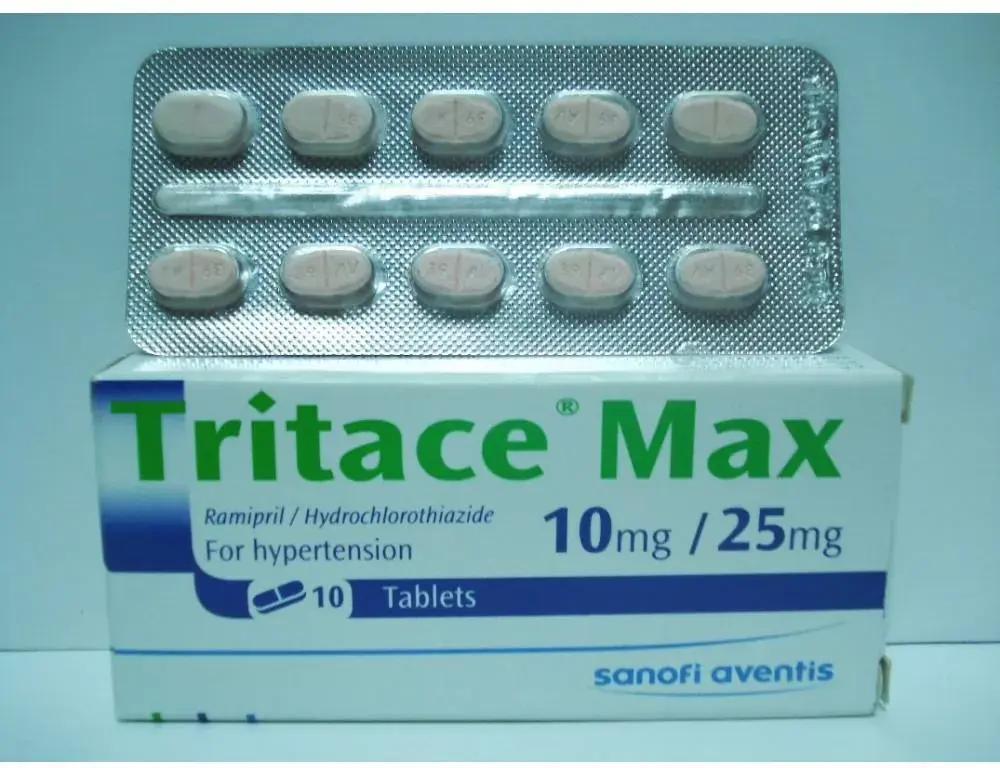 Tritace® Max
Ramipril / Hydrochlorothiazide
10mg / 25mg
For hypertension
10 Tablets
sanofi aventis